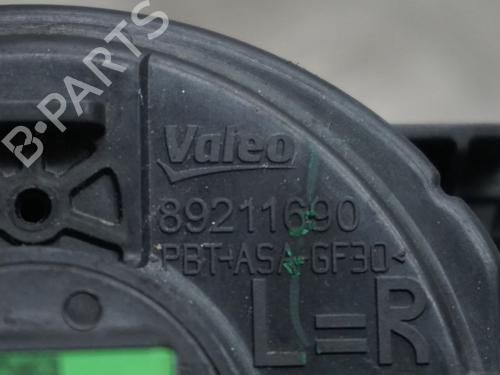 B-PARTS
Valeo
89211690
PBT-ASA-GF30<
L=R